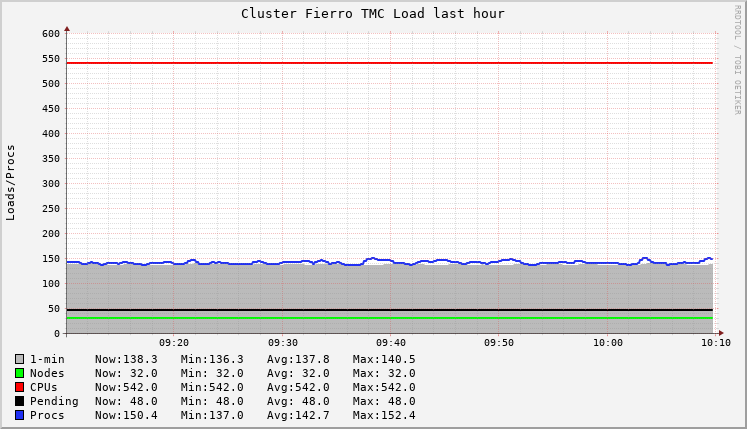 Cluster Fierro TMC Load last hour
RRDTOOL / TOBI OETIKER
Loads/Procs
600
550
500
450
400
350
300
250
200
150
100
50
0
09:20 09:30 09:40 09:50 10:00 10:10
1-min Now:138.3 Min:136.3 Avg:137.8 Max:140.5
Nodes Now: 32.0 Min: 32.0 Avg: 32.0 Max: 32.0
CPUs Now:542.0 Min:542.0 Avg:542.0 Max:542.0
Pending Now: 48.0 Min: 48.0 Avg: 48.0 Max: 48.0
Procs Now:150.4 Min:137.0 Avg:142.7 Max:152.4